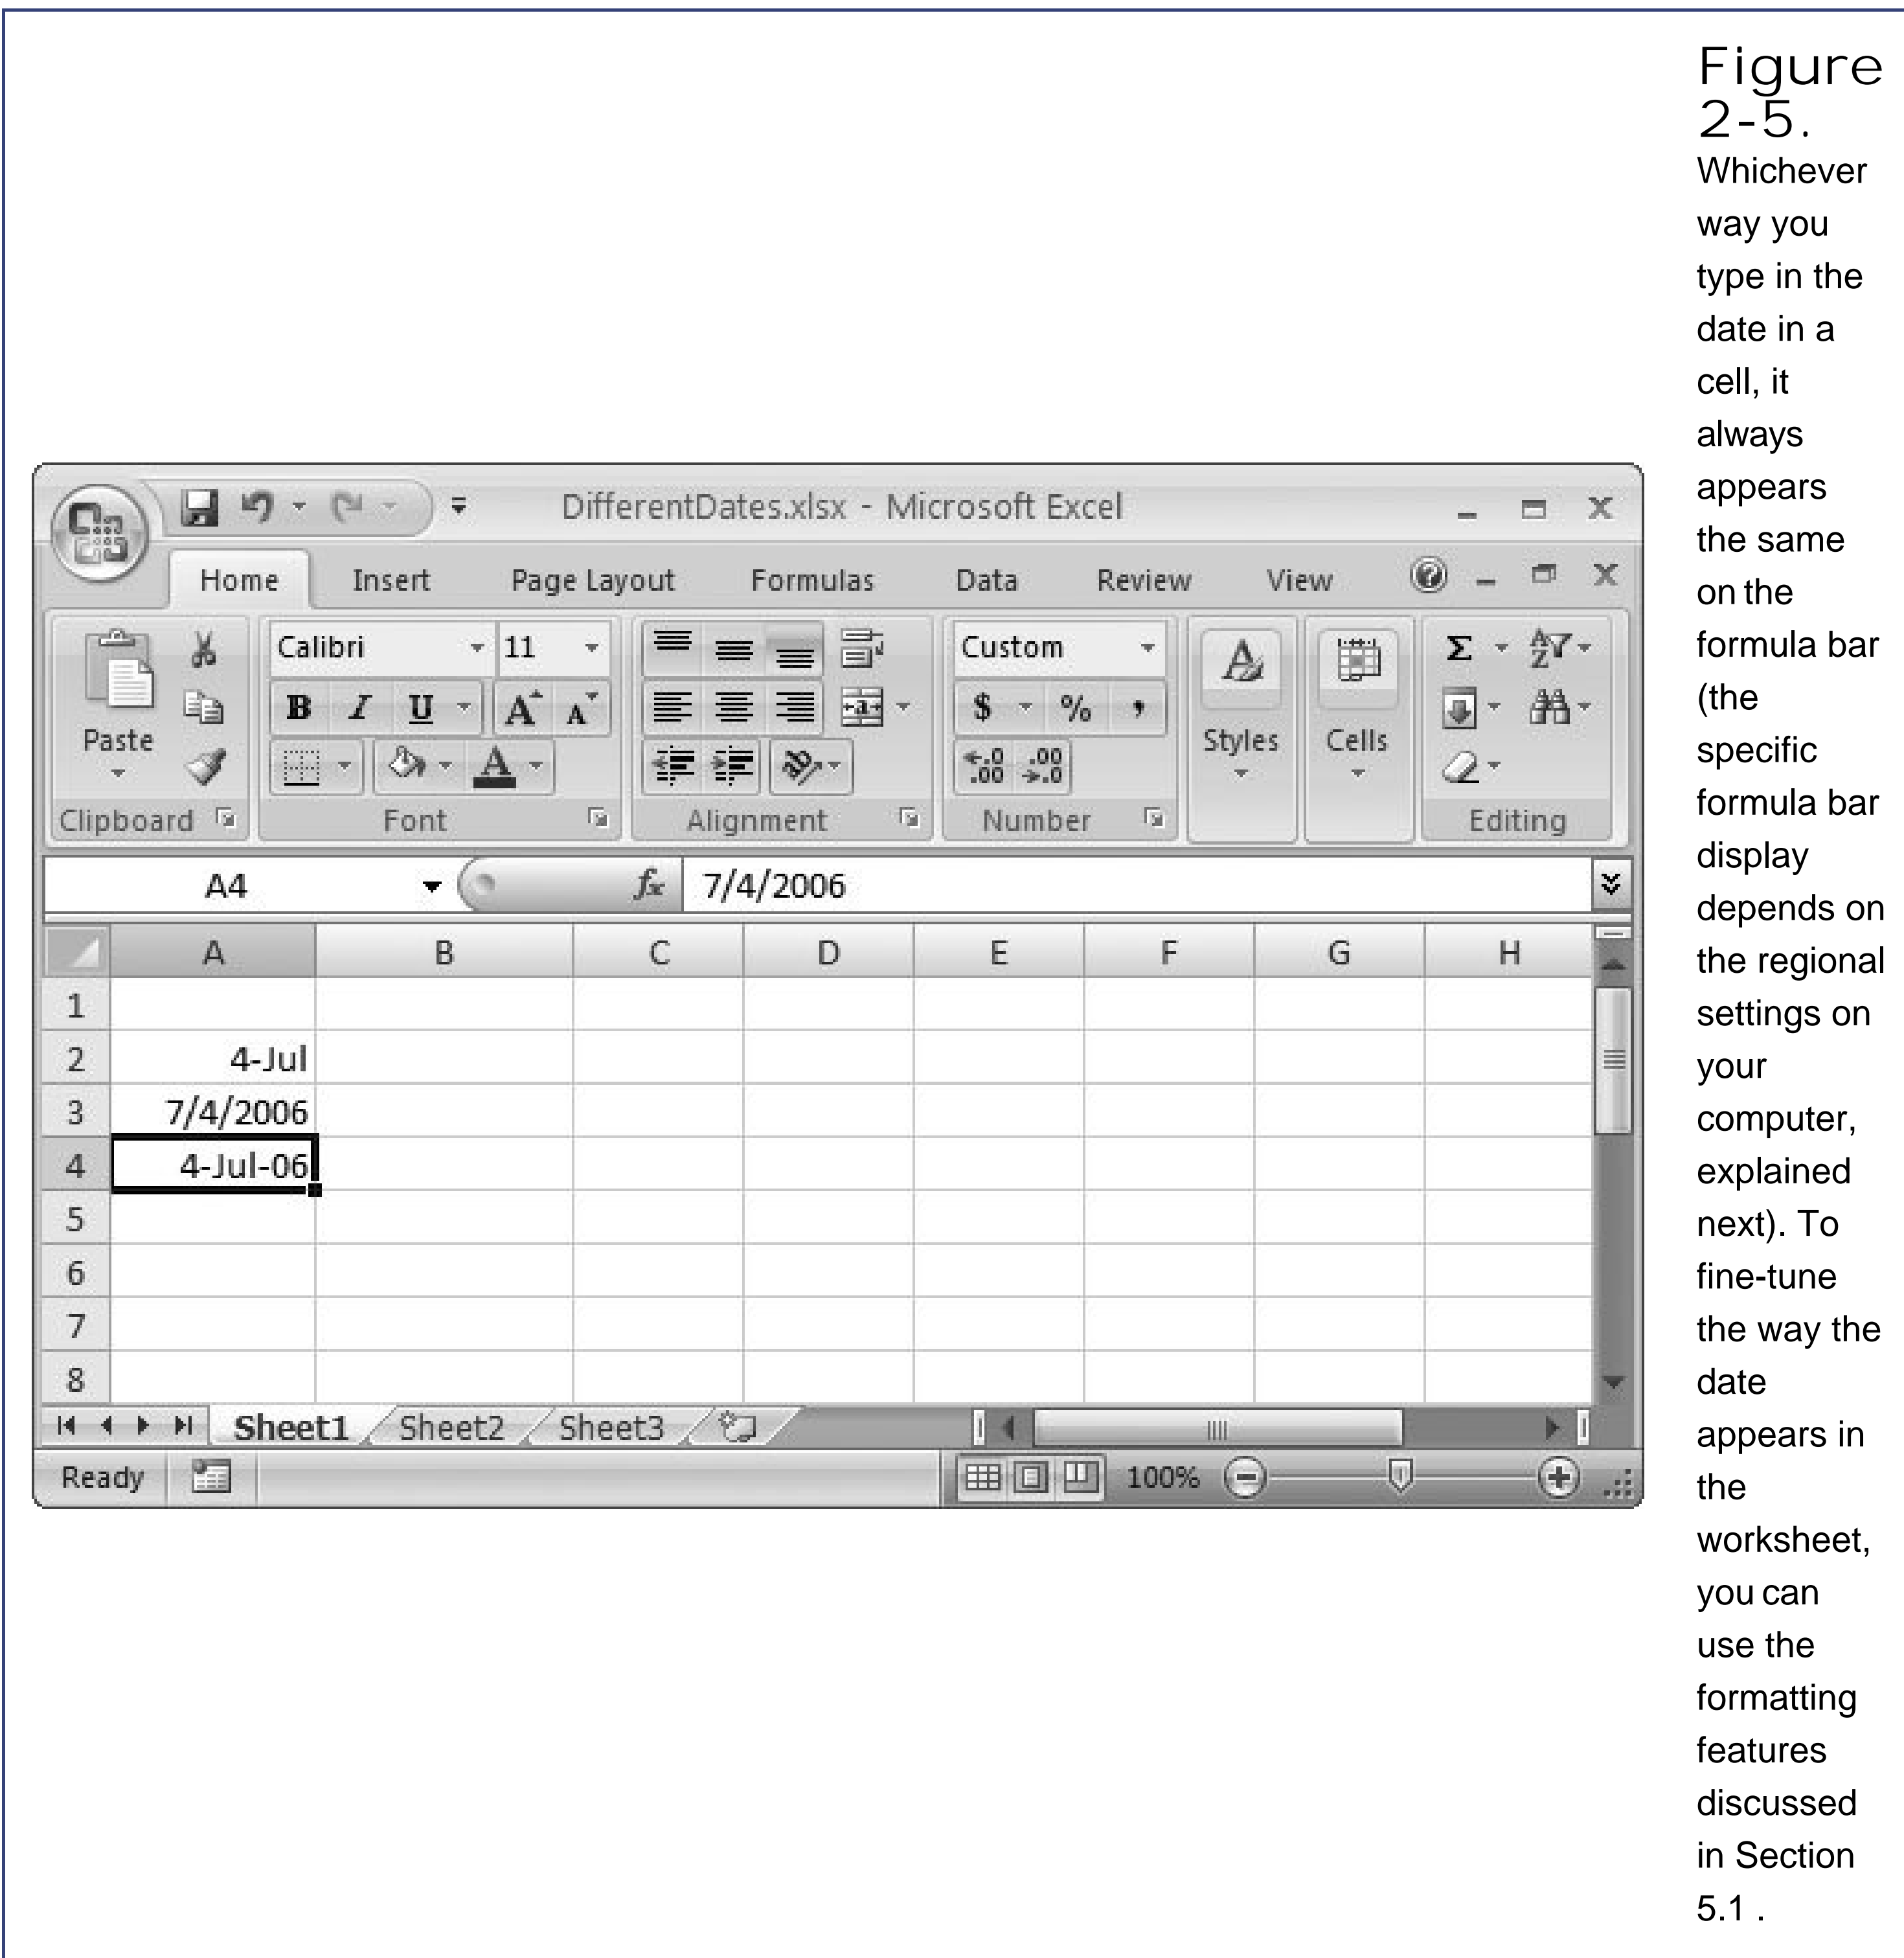 Figure
2-5.
Whichever
way you
type in the
date in a
cell, it
always
appears
the same
on the
formula bar
(the
specific
formula bar
display
depends on
the regional
settings on
your
computer,
explained
next). To
fine-tune
the way the
date
appears in
the
worksheet,
you can
use the
formatting
features
discussed
in Section
5.1 .
DifferentDates.xlsx - Microsoft Excel
Home Insert Page Layout Formulas Data Review View
Calibri 11 Custom
B I U A A $ % ,
Paste Styles Cells
.0 .00 .00 .0
Clipboard Font Alignment Number Editing
A4 fx 7/4/2006
A B C D E F G H
1
2 4-Jul
3 7/4/2006
4 4-Jul-06
5
6
7
8
Sheet1 Sheet2 Sheet3
Ready 100%